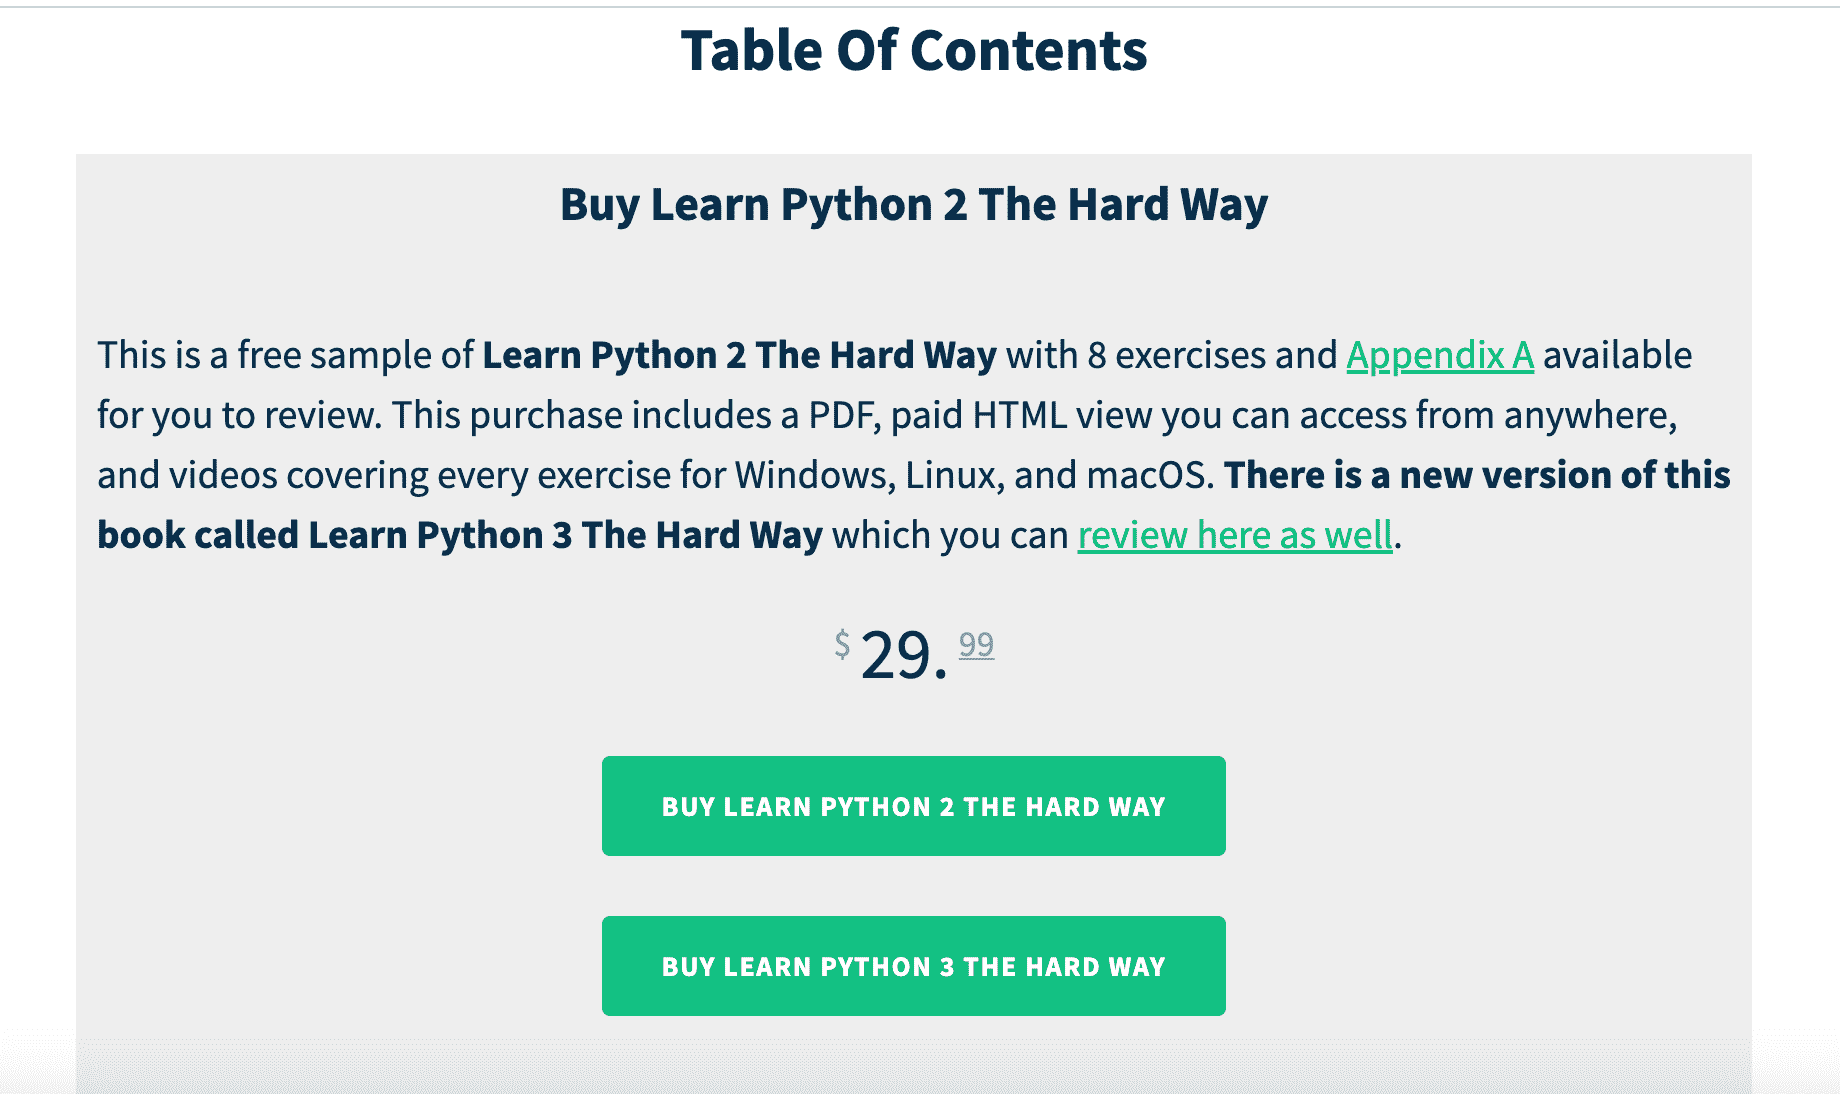 Table Of Contents
Buy Learn Python 2 The Hard Way
This is a free sample of Learn Python 2 The Hard Way with 8 exercises and Appendix A available
for you to review. This purchase includes a PDF, paid HTML view you can access from anywhere,
and videos covering every exercise for Windows, Linux, and macOS. There is a new version of this
book called Learn Python 3 The Hard Way which you can review here as well.
$ 29. 99
BUY LEARN PYTHON 2 THE HARD WAY
BUY LEARN PYTHON 3 THE HARD WAY